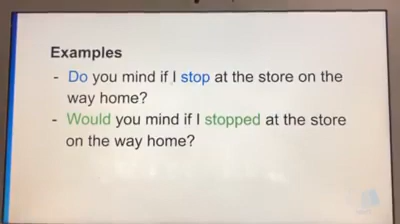 Examples
- Do you mind if I stop at the store on the
way home?
- Would you mind if I stopped at the store
on the way home?